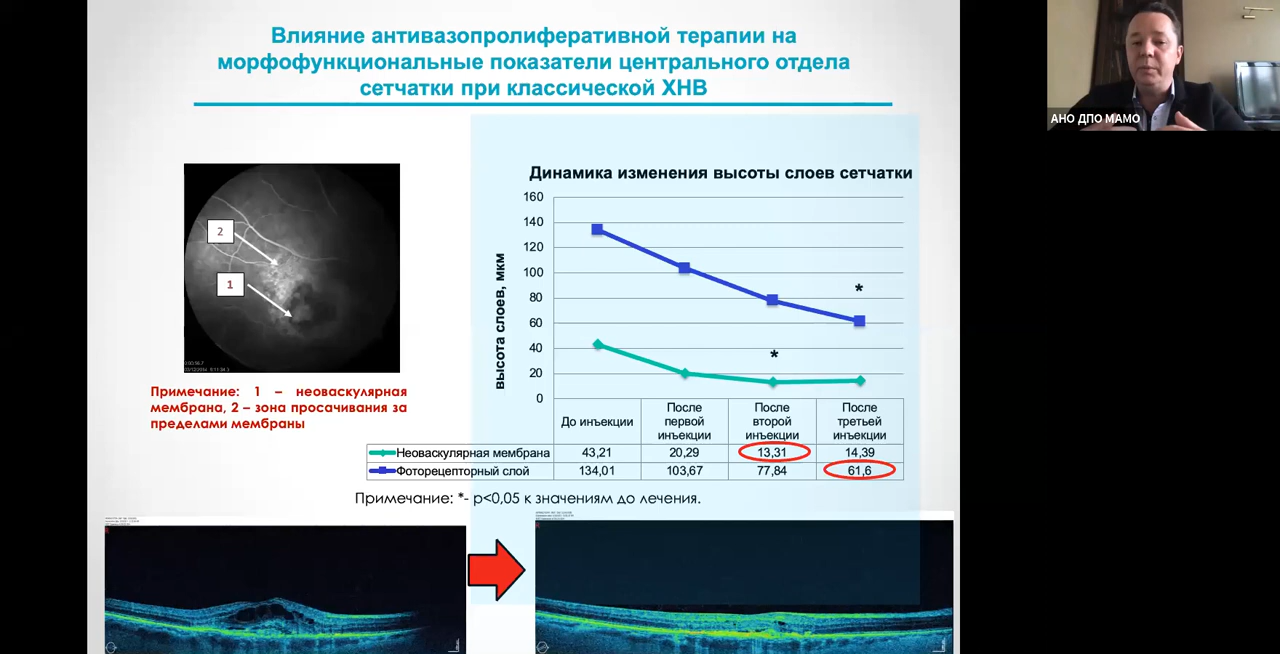 Влияние антивазопролиферативной терапии на
морфофункциональные показатели центрального отдела
сетчатки при классической ХНВ
АНО ДПО МАМО
2
1
Примечание: 1 – неоваскулярная
мембрана, 2 – зона просачивания за
пределами мембраны
Динамика изменения высоты слоев сетчатки
высота слоев, мкм
160
140
120
100
80
60
40
20
0
*
*
До инъекции После первой инъекции После второй инъекции После третьей инъекции
Неоваскулярная мембрана 43,21 20,29 13,31 14,39
Фоторецепторный слой 134,01 103,67 77,84 61,6
Примечание: *- p<0,05 к значениям до лечения.